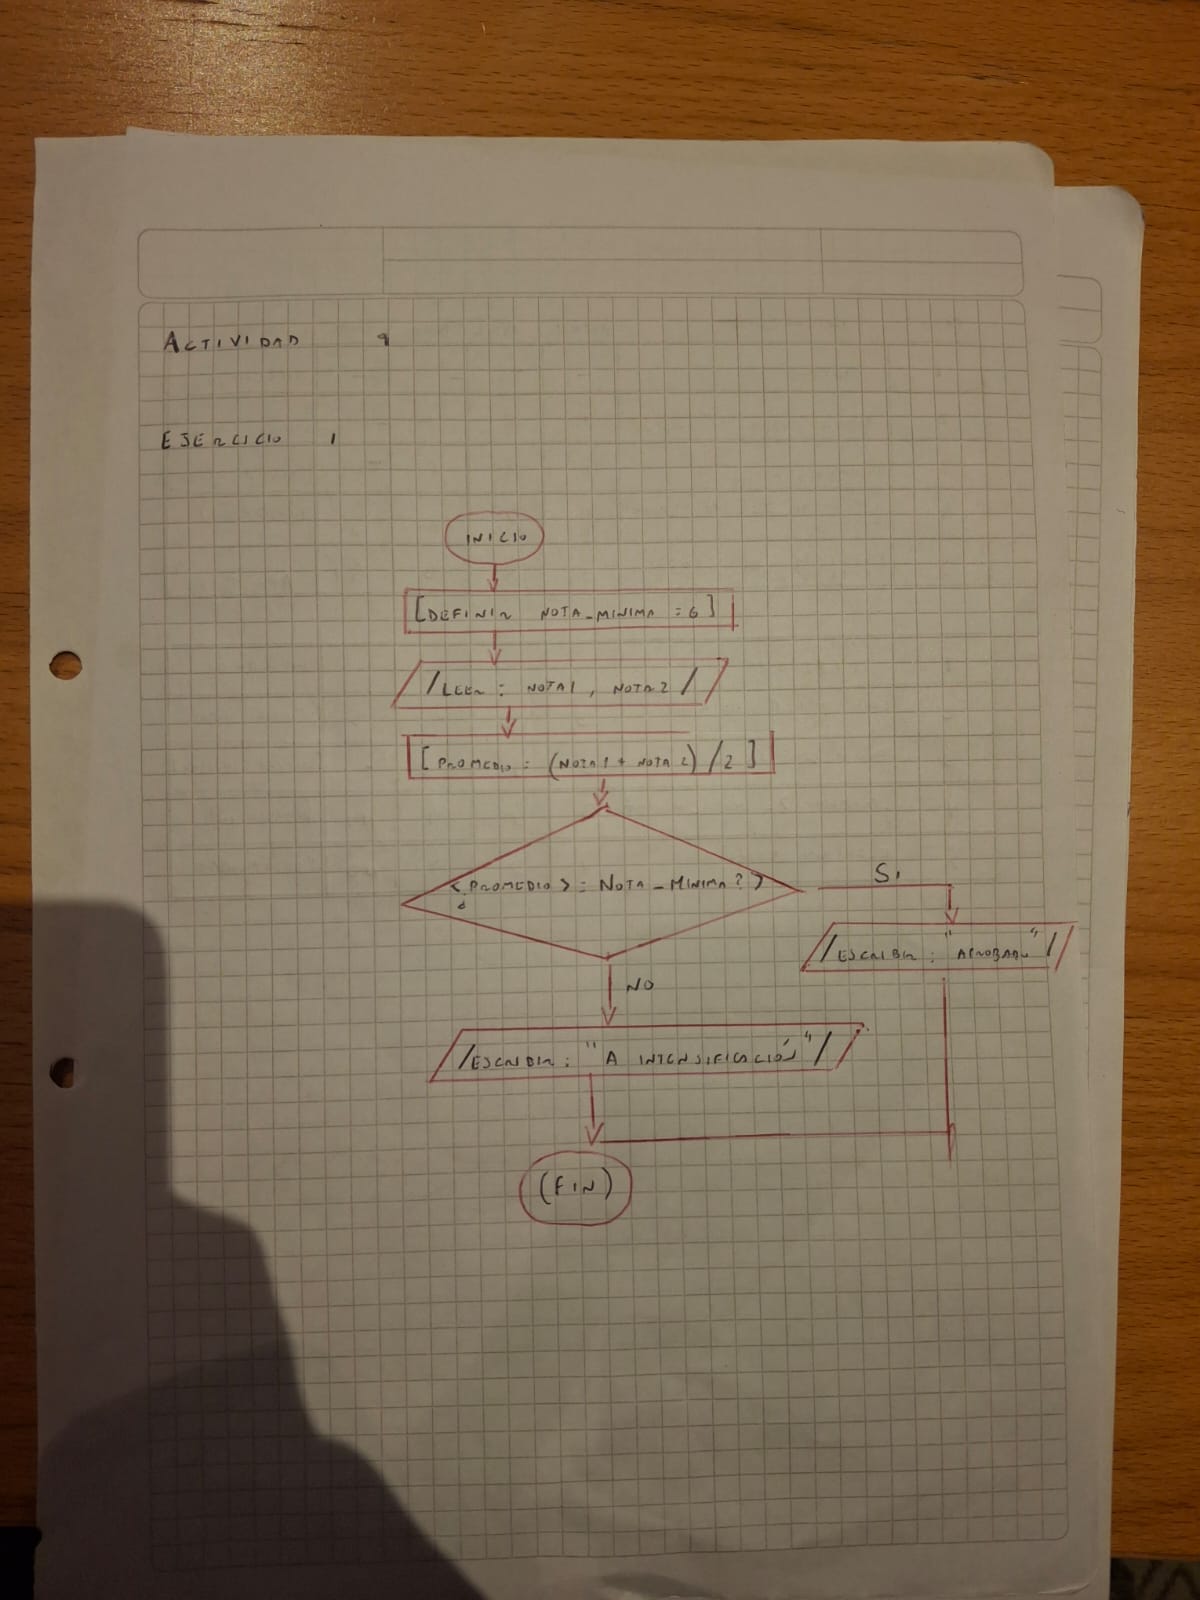 ACTIVIDAD 9
EJERCICIO 1
INICIO
[DEFINIR NOTA_MINIMA = 6]
/LEER: NOTA1, NOTA2/
[PROMEDIO = (NOTA1 + NOTA2)/2]
<¿PROMEDIO >= NOTA_MINIMA?>
SI
/ESCRIBIR: "APROBADO"/
NO
/ESCRIBIR: "A INTENSIFICACIÓN"/
(FIN)